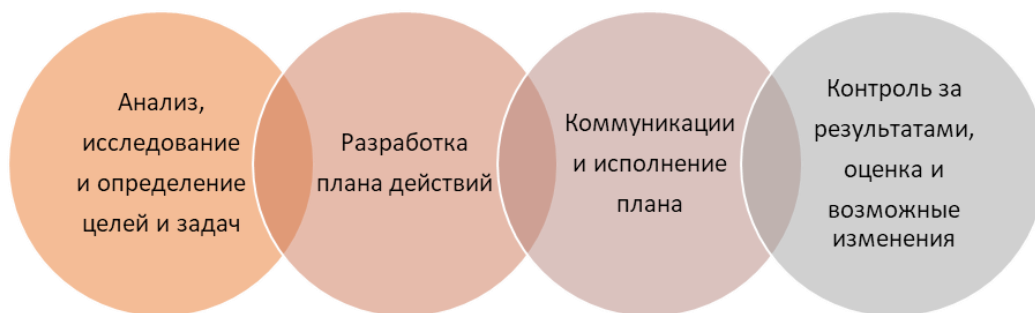 Анализ,
исследование
и определение
целей и задач
Разработка
плана действий
Коммуникации
и исполнение
плана
Контроль за
результатами,
оценка и
возможные
изменения